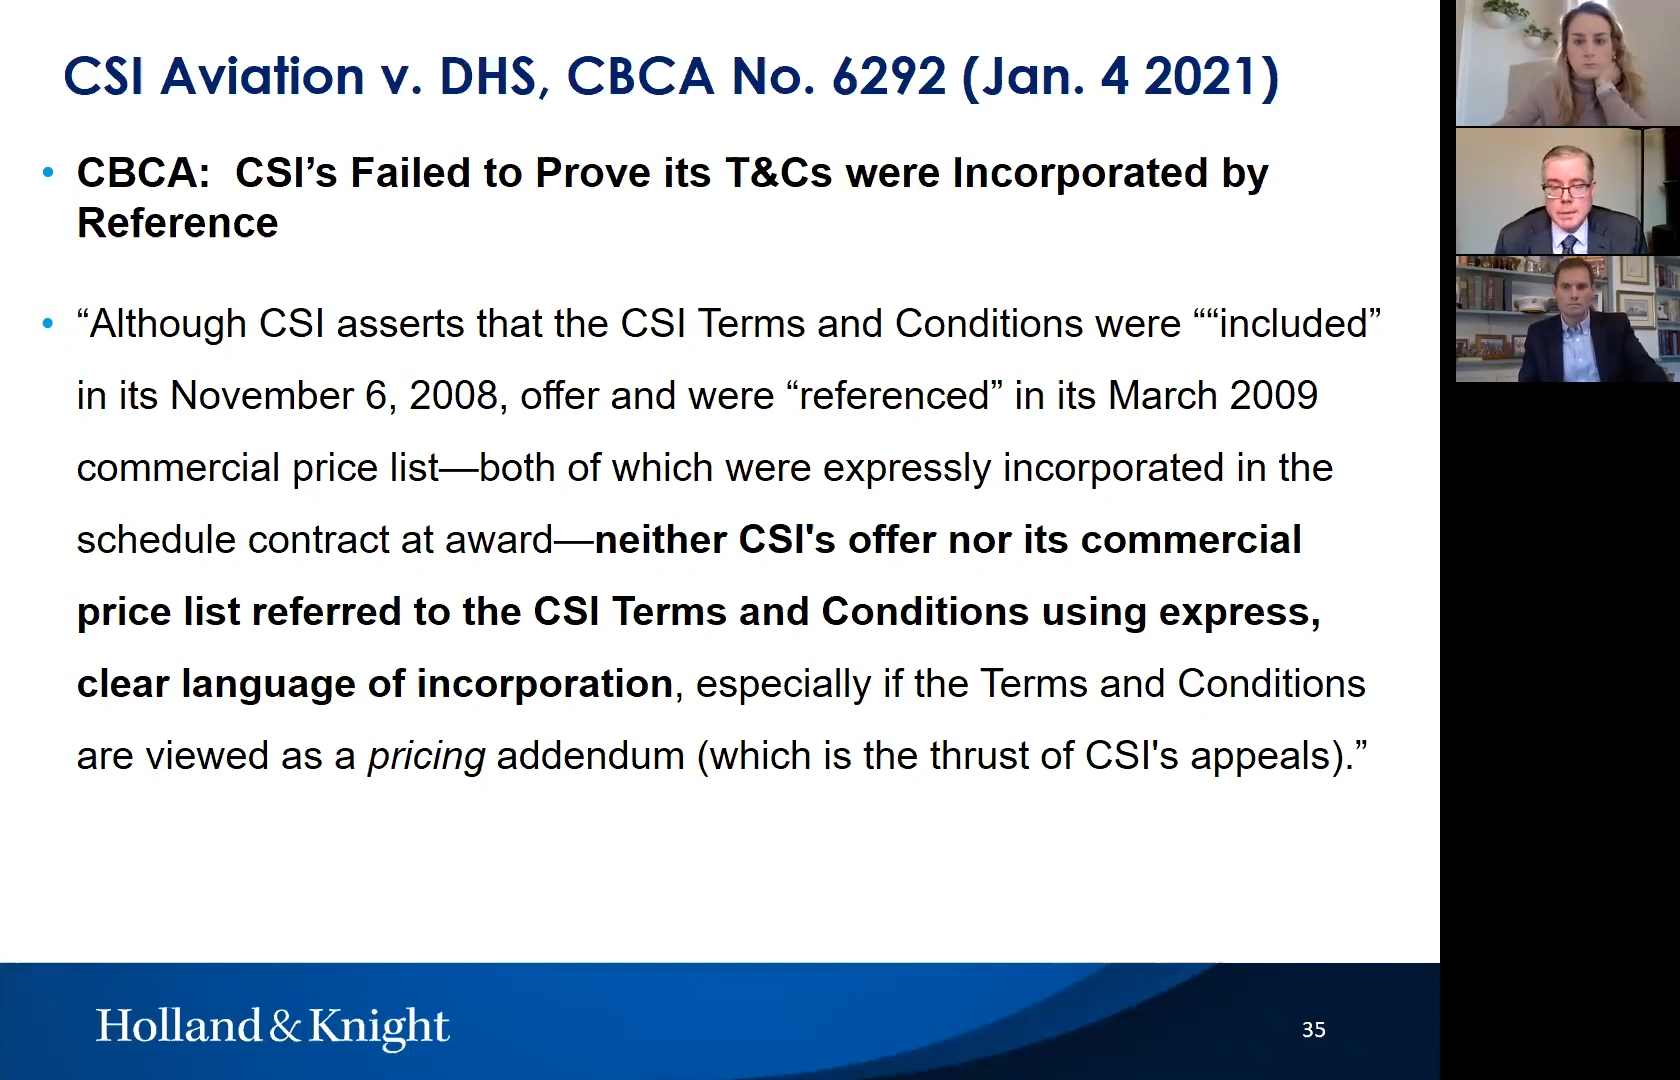 CSI Aviation v. DHS, CBCA No. 6292 (Jan. 4 2021)
• CBCA:  CSI’s Failed to Prove its T&Cs were Incorporated by
Reference
• “Although CSI asserts that the CSI Terms and Conditions were ““included”
in its November 6, 2008, offer and were “referenced” in its March 2009
commercial price list—both of which were expressly incorporated in the
schedule contract at award—neither CSI's offer nor its commercial
price list referred to the CSI Terms and Conditions using express,
clear language of incorporation, especially if the Terms and Conditions
are viewed as a pricing addendum (which is the thrust of CSI's appeals).”
Holland & Knight
35